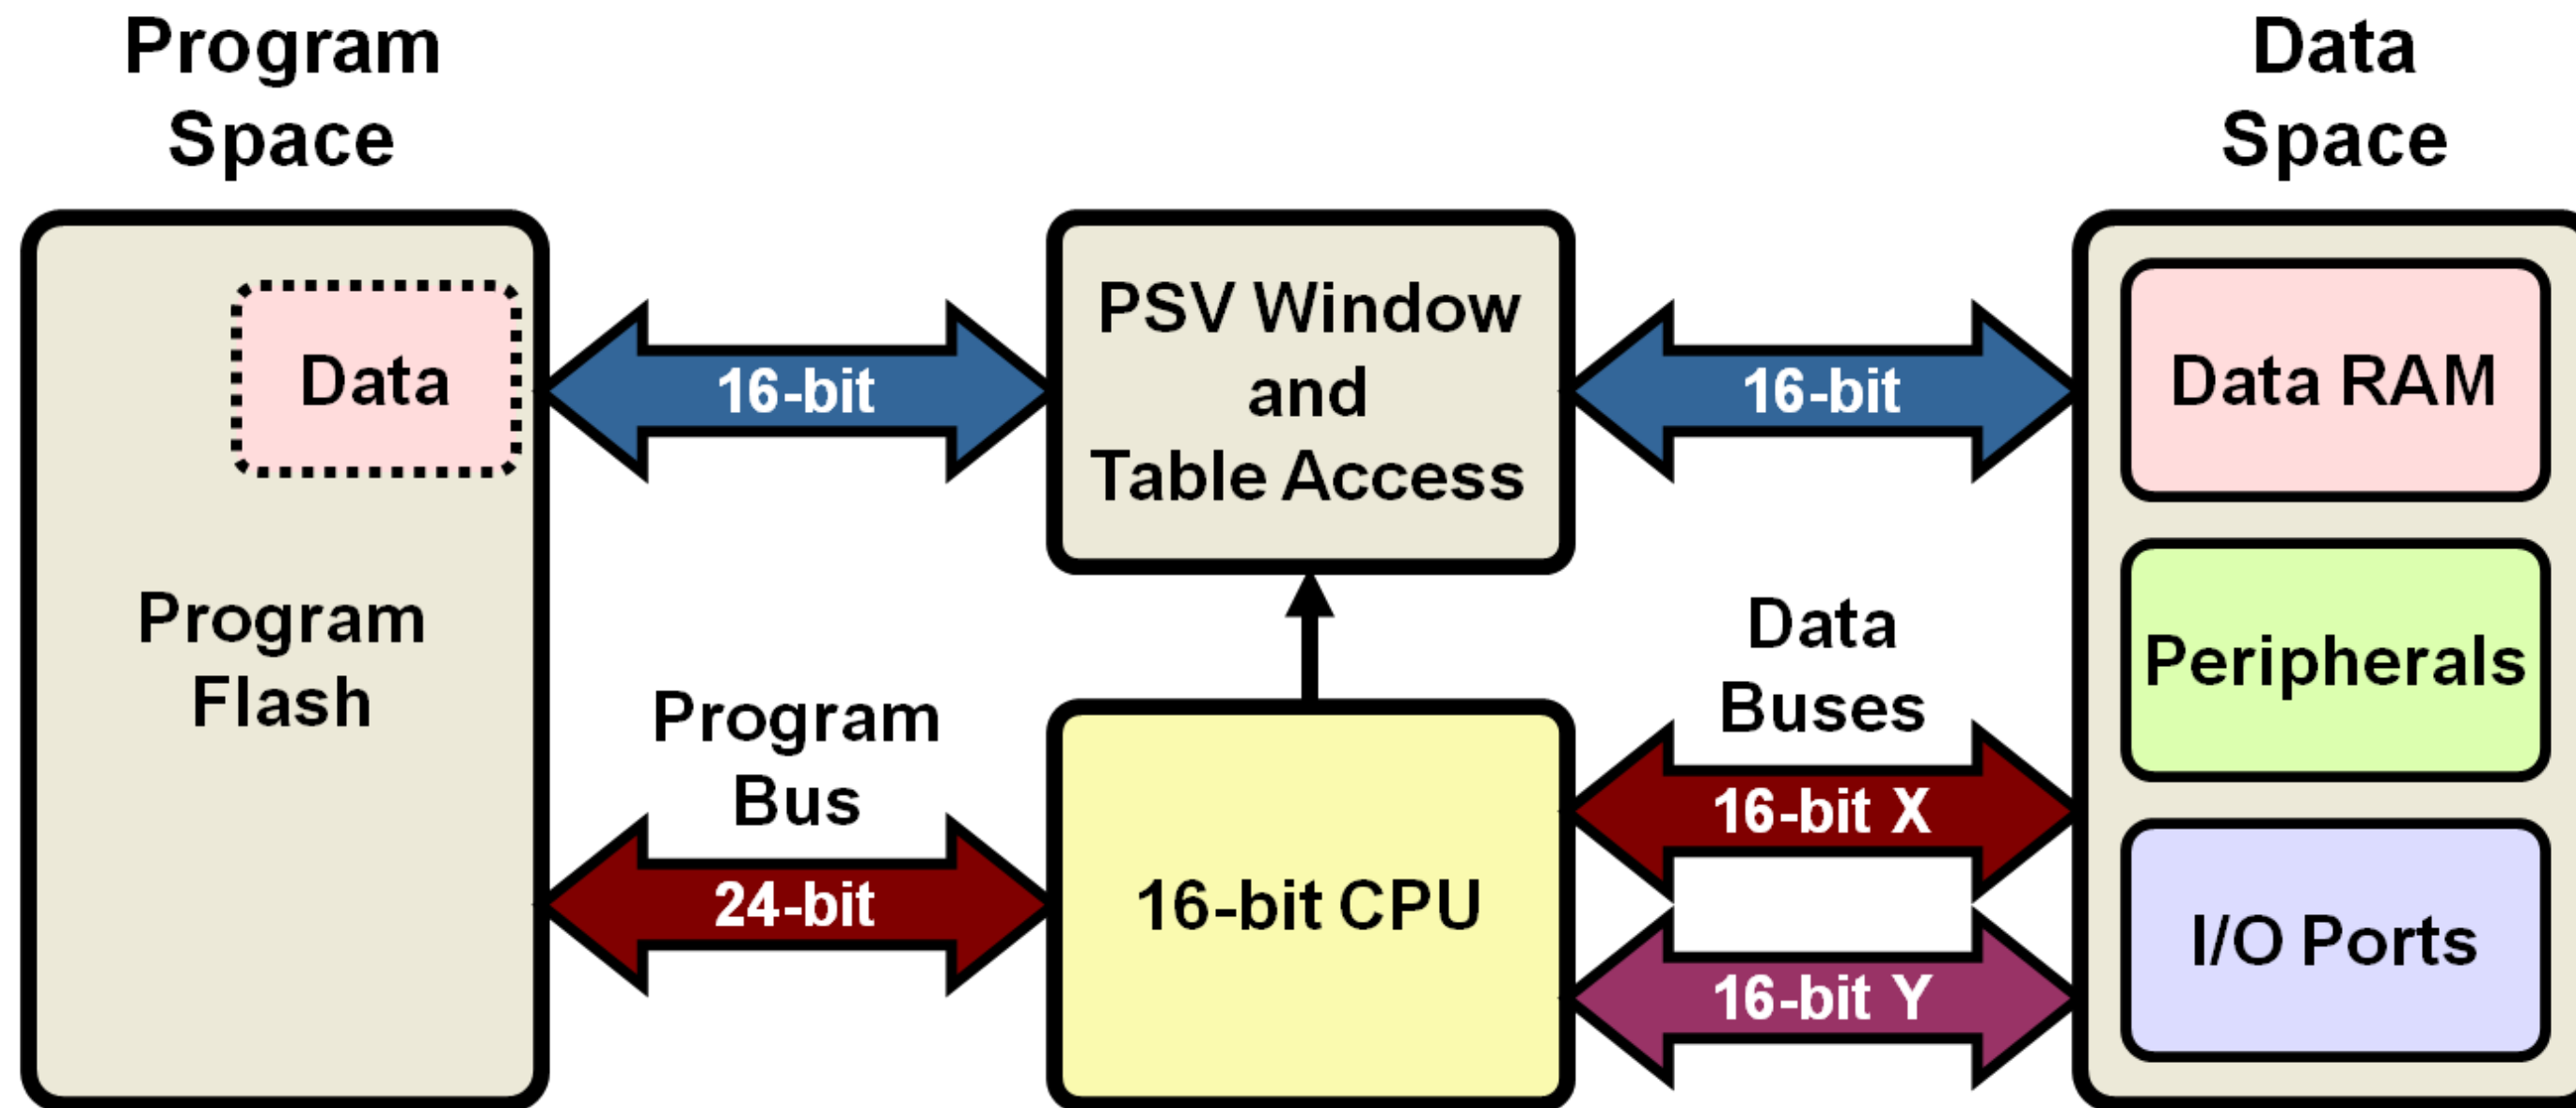 Program
Space
Data
Space
Data
Program
Flash
16-bit
PSV Window
and
Table Access
16-bit
Program
Bus
24-bit
16-bit CPU
Data
Buses
16-bit X
16-bit Y
Data RAM
Peripherals
I/O Ports